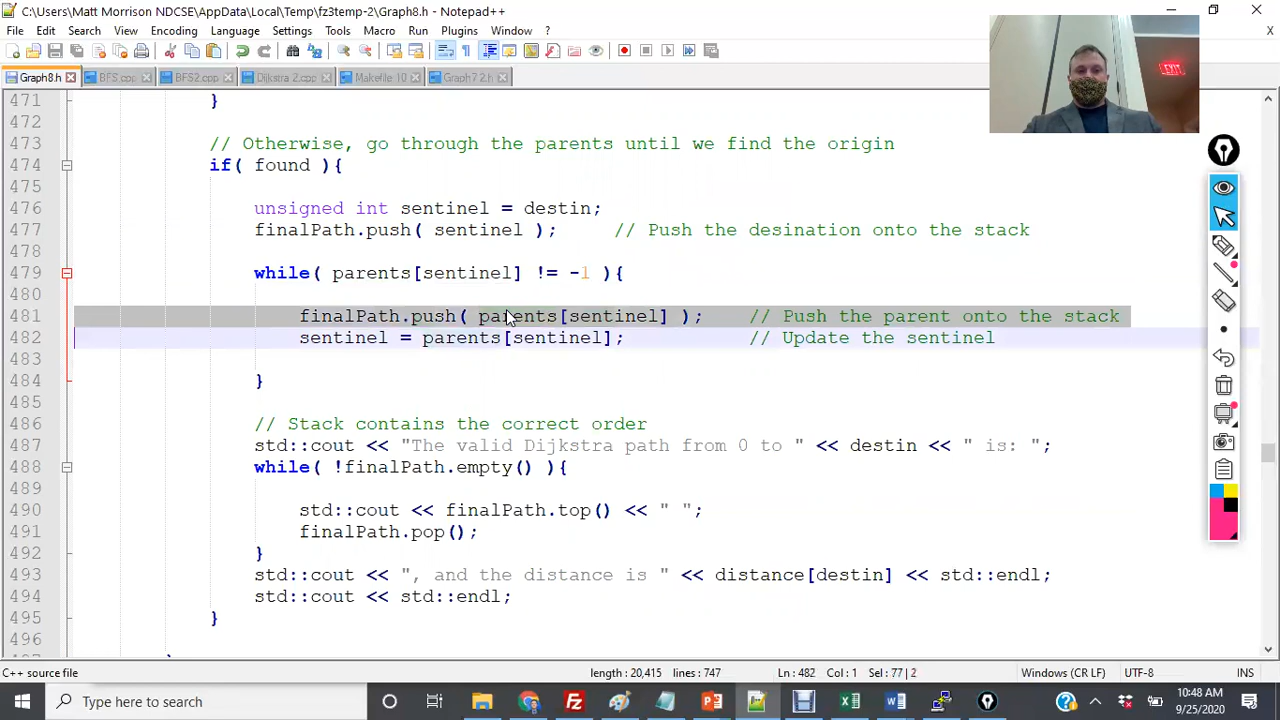 C:\Users\Matt Morrison NDCSE\AppData\Local\Temp\fz3temp-2\Graph8.h - Notepad++
File Edit Search View Encoding Language Settings Tools Macro Run Plugins Window ?
X
Graph8.h BFS.cpp BFS2.cpp Dijkstra 2.cpp Makefile 10 Graph7 2.h
EXIT
471 }
472
473 // Otherwise, go through the parents until we find the origin
474 if( found ){
475
476 unsigned int sentinel = destin;
477 finalPath.push( sentinel ); // Push the desination onto the stack
478
479 while( parents[sentinel] != -1 ){
480
481 finalPath.push( parents[sentinel] ); // Push the parent onto the stack
482 sentinel = parents[sentinel]; // Update the sentinel
483
484 }
485
486 // Stack contains the correct order
487 std::cout << "The valid Dijkstra path from 0 to " << destin << " is: ";
488 while( !finalPath.empty() ){
489
490 std::cout << finalPath.top() << " ";
491 finalPath.pop();
492 }
493 std::cout << ", and the distance is " << distance[destin] << std::endl;
494 std::cout << std::endl;
495 }
496
C++ source file length : 20,415 lines : 747 Ln : 482 Col : 1 Sel : 77 | 2 Windows (CR LF) UTF-8 INS
Type here to search
10:48 AM
9/25/2020